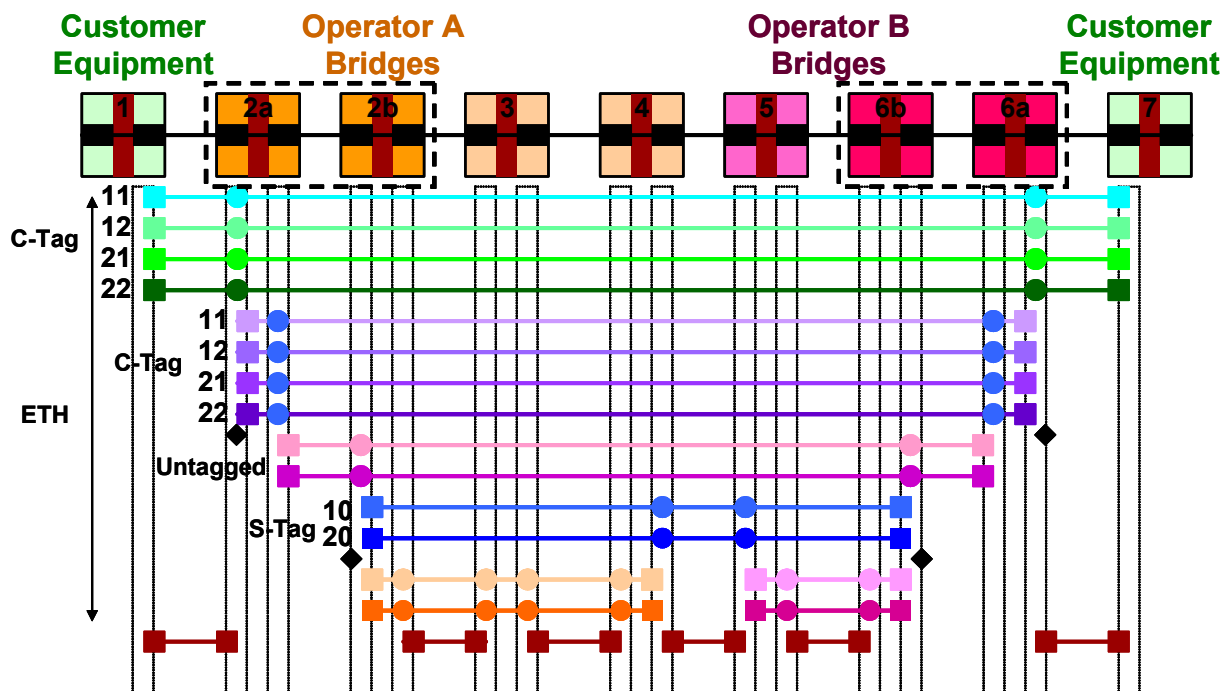 Customer Equipment
Operator A Bridges
Operator B Bridges
Customer Equipment
1 2a 2b 3 4 5 6b 6a 7
11
12
C-Tag
21
22
11
12
C-Tag
21
22
ETH
Untagged
10
S-Tag
20